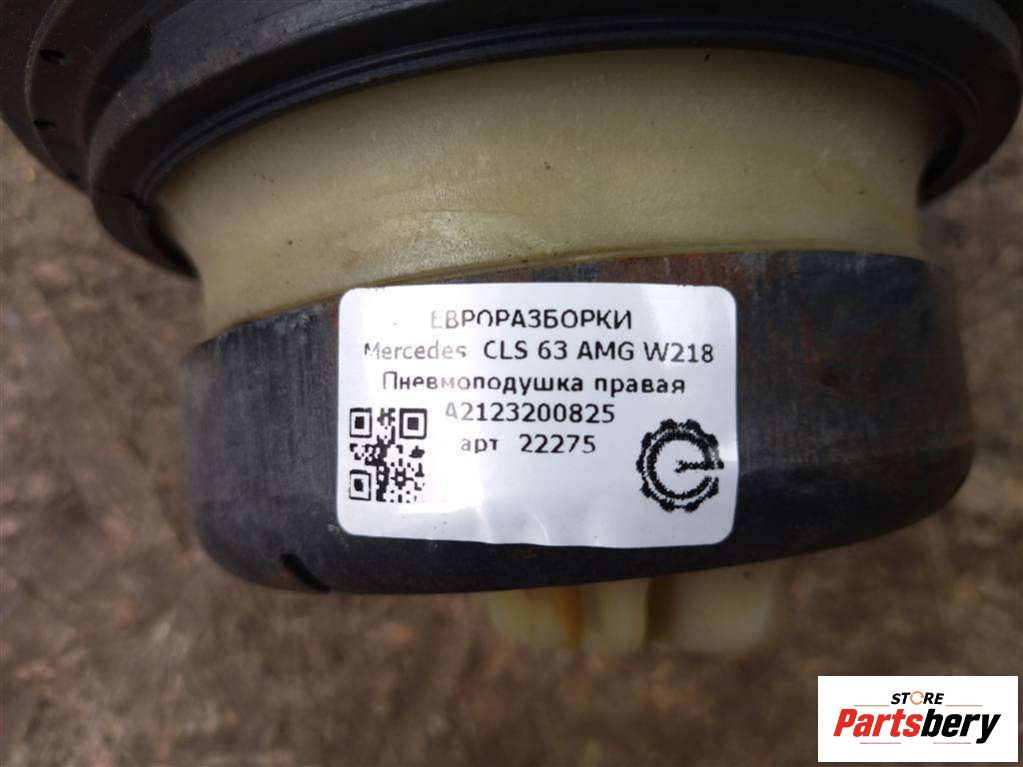 ЕВРОРАЗБОРКИ
Mercedes CLS 63 AMG W218
Пневмоподушка правая
A2123200825
арт 22275
STORE
Partsbery